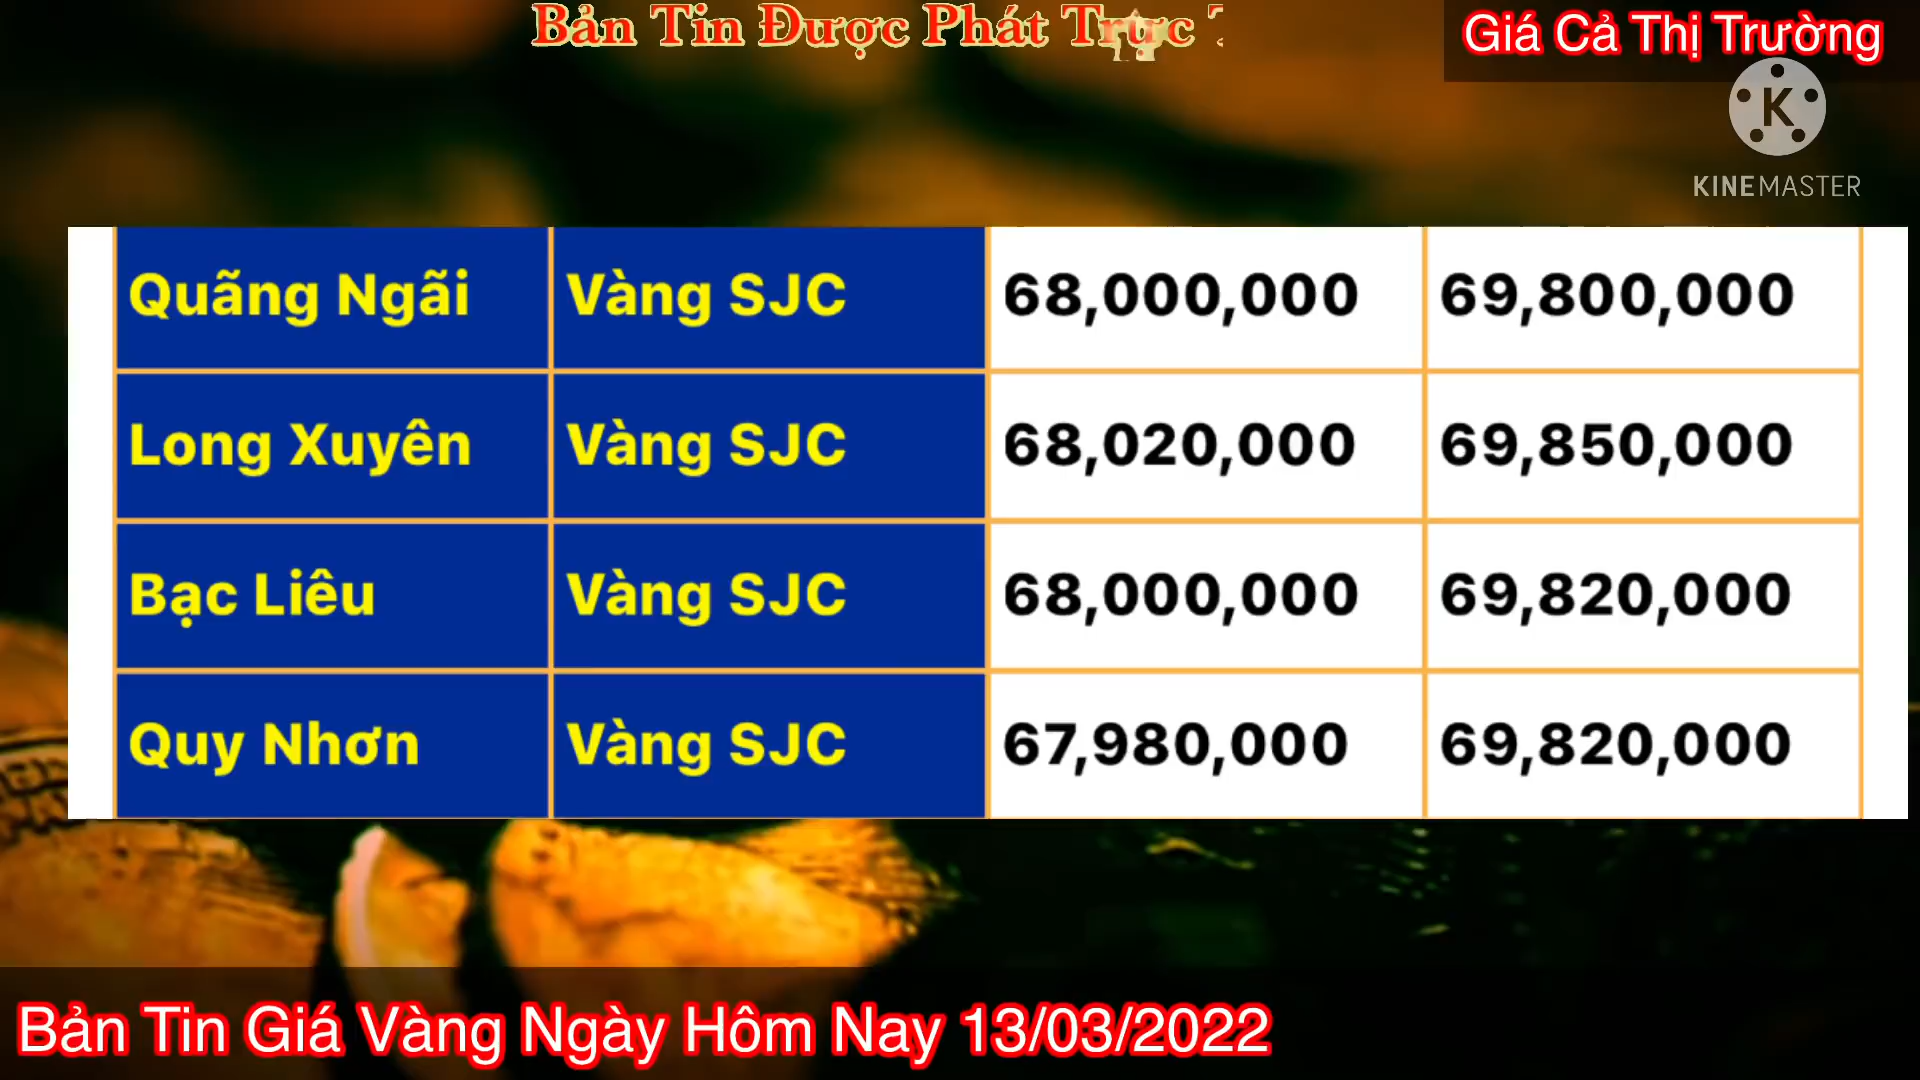 Bản Tin Được Phát Trực
Giá Cả Thị Trường
K
KINEMASTER
Quãng Ngãi Vàng SJC 68,000,000 69,800,000
Long Xuyên Vàng SJC 68,020,000 69,850,000
Bạc Liêu Vàng SJC 68,000,000 69,820,000
Quy Nhơn Vàng SJC 67,980,000 69,820,000
Bản Tin Giá Vàng Ngày Hôm Nay 13/03/2022